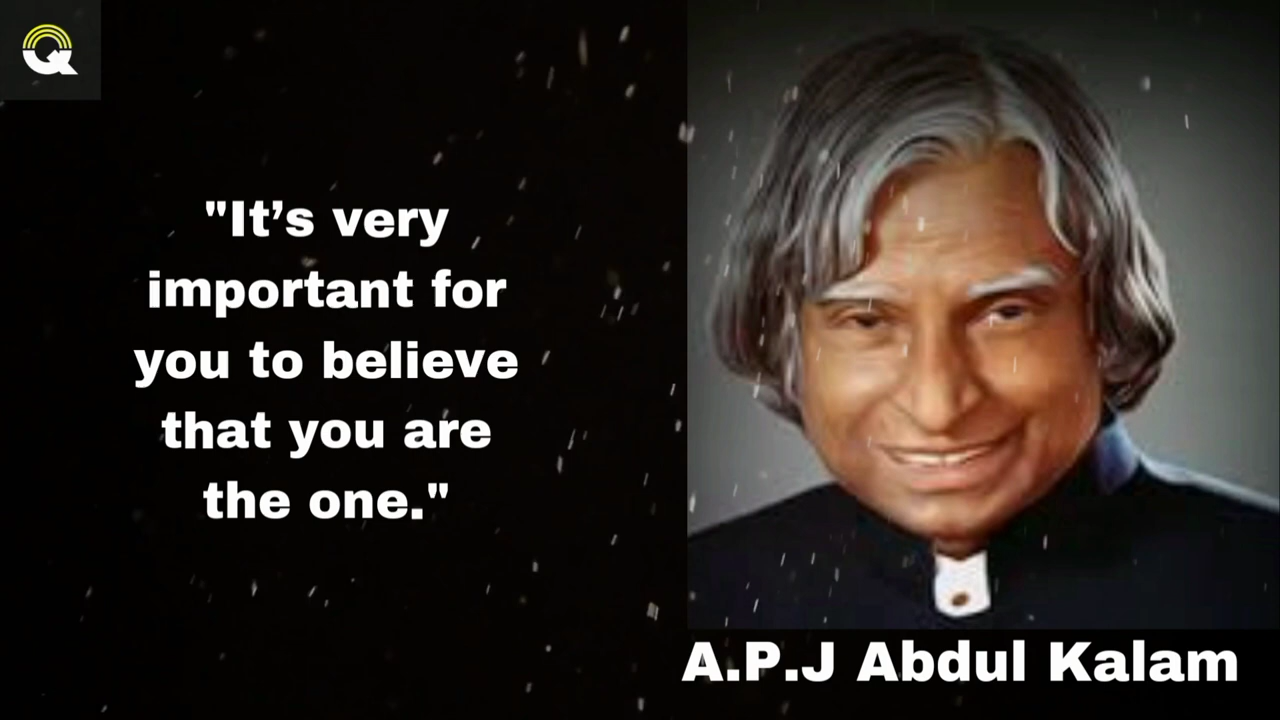 "It’s very
important for
you to believe
that you are
the one."
A.P.J Abdul Kalam